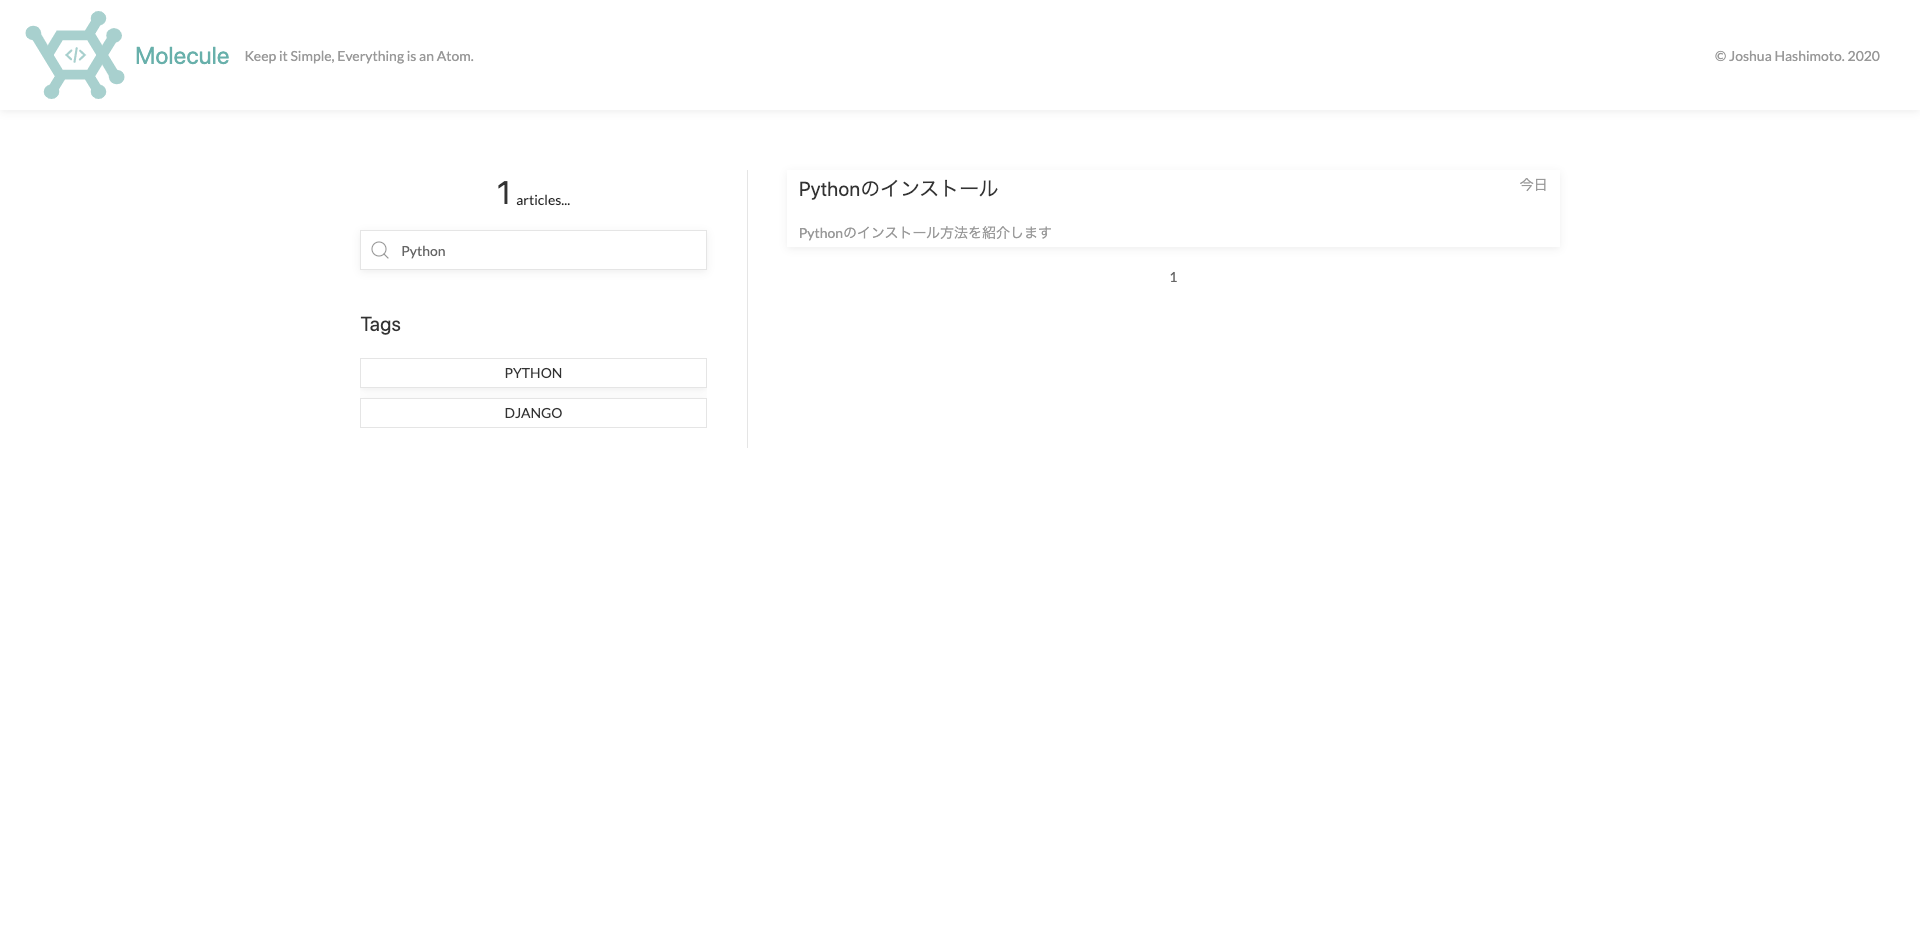 </> Molecule Keep it Simple, Everything is an Atom. © Joshua Hashimoto. 2020
1 articles...
Python
Tags
PYTHON
DJANGO
Pythonのインストール 今日
Pythonのインストール方法を紹介します
1